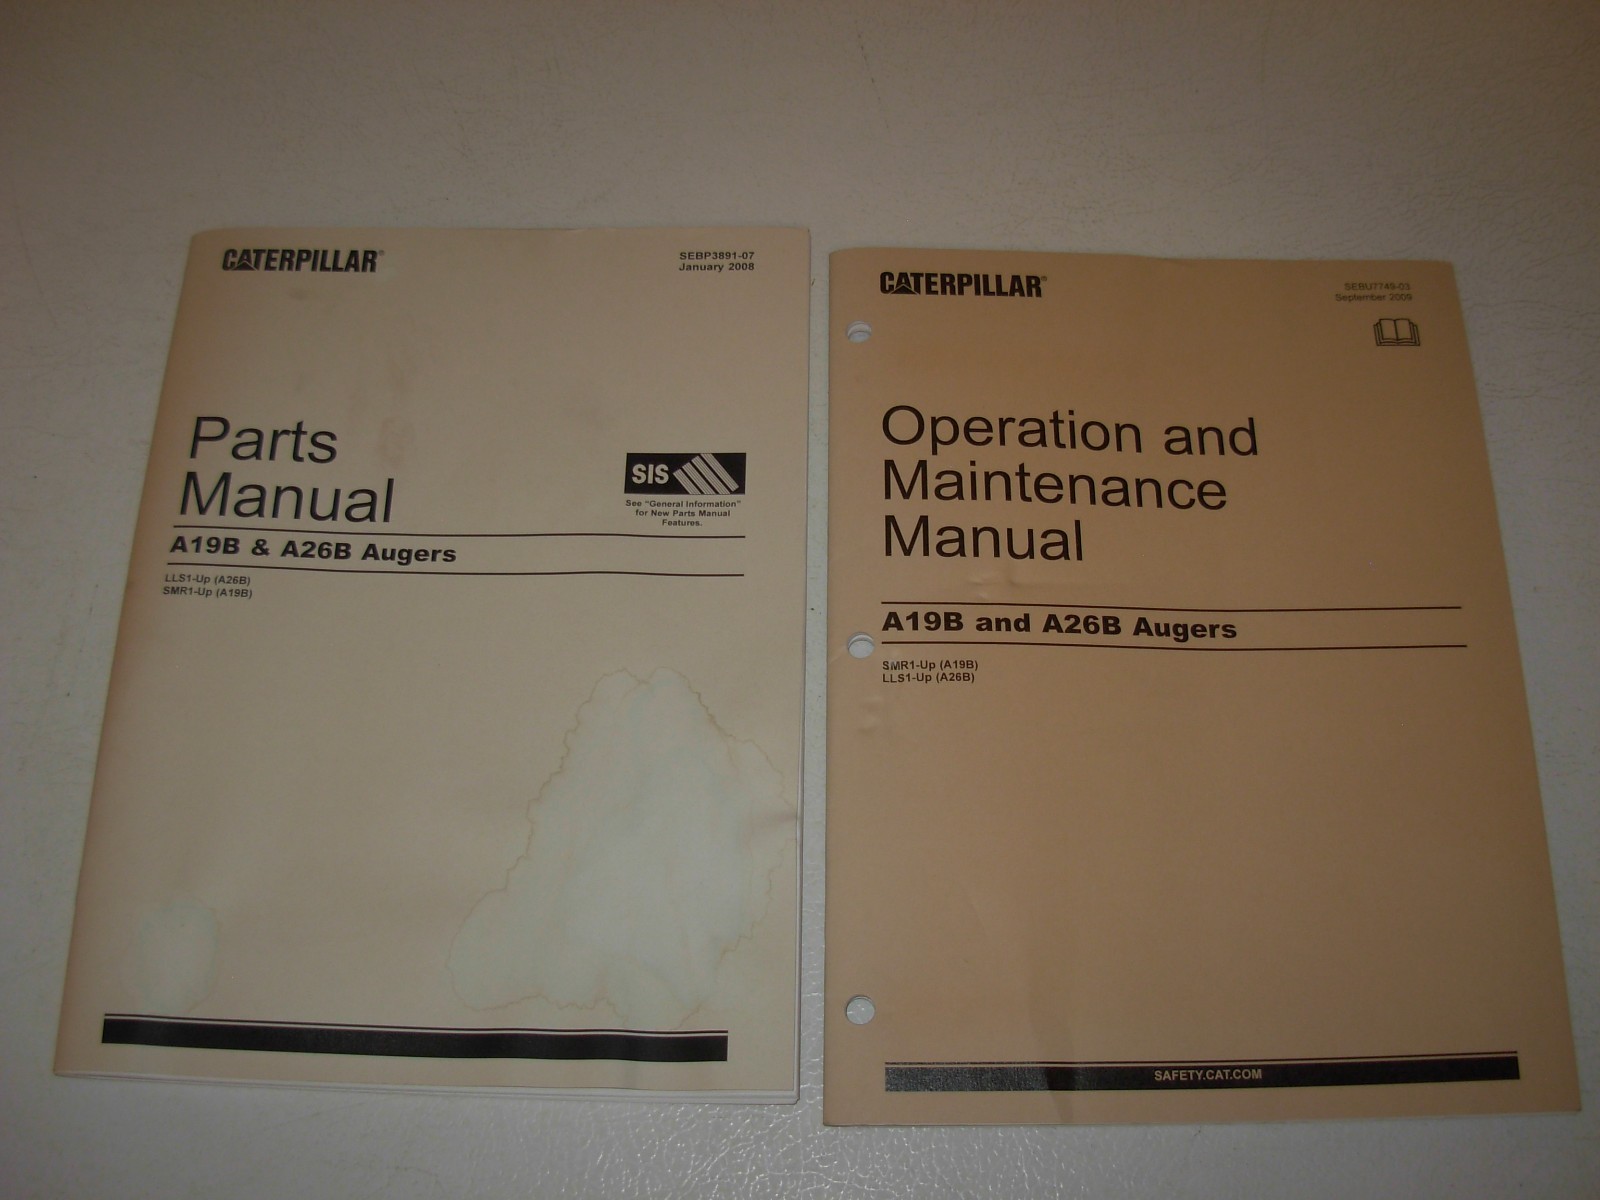 CATERPILLAR®
SEBP3891-07
January 2008
Parts
Manual
SIS
See "General Information"
for New Parts Manual
Features.
A19B & A26B Augers
LLS1-Up (A26B)
SMR1-Up (A19B)
CATERPILLAR®
SEBU7749-03
September 2009
Operation and
Maintenance
Manual
A19B and A26B Augers
SMR1-Up (A19B)
LLS1-Up (A26B)
SAFETY.CAT.COM